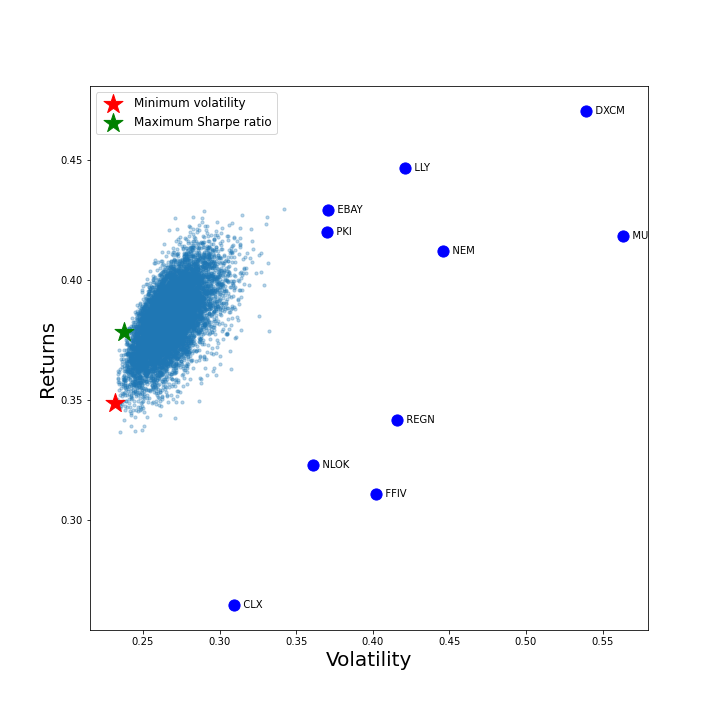 Minimum volatility
Maximum Sharpe ratio
DXCM
LLY
EBAY
PKI
MU
NEM
REGN
NLOK
FFIV
CLX
0.45
0.40
0.35
0.30
Returns
0.25
0.30
0.35
0.40
0.45
0.50
0.55
Volatility